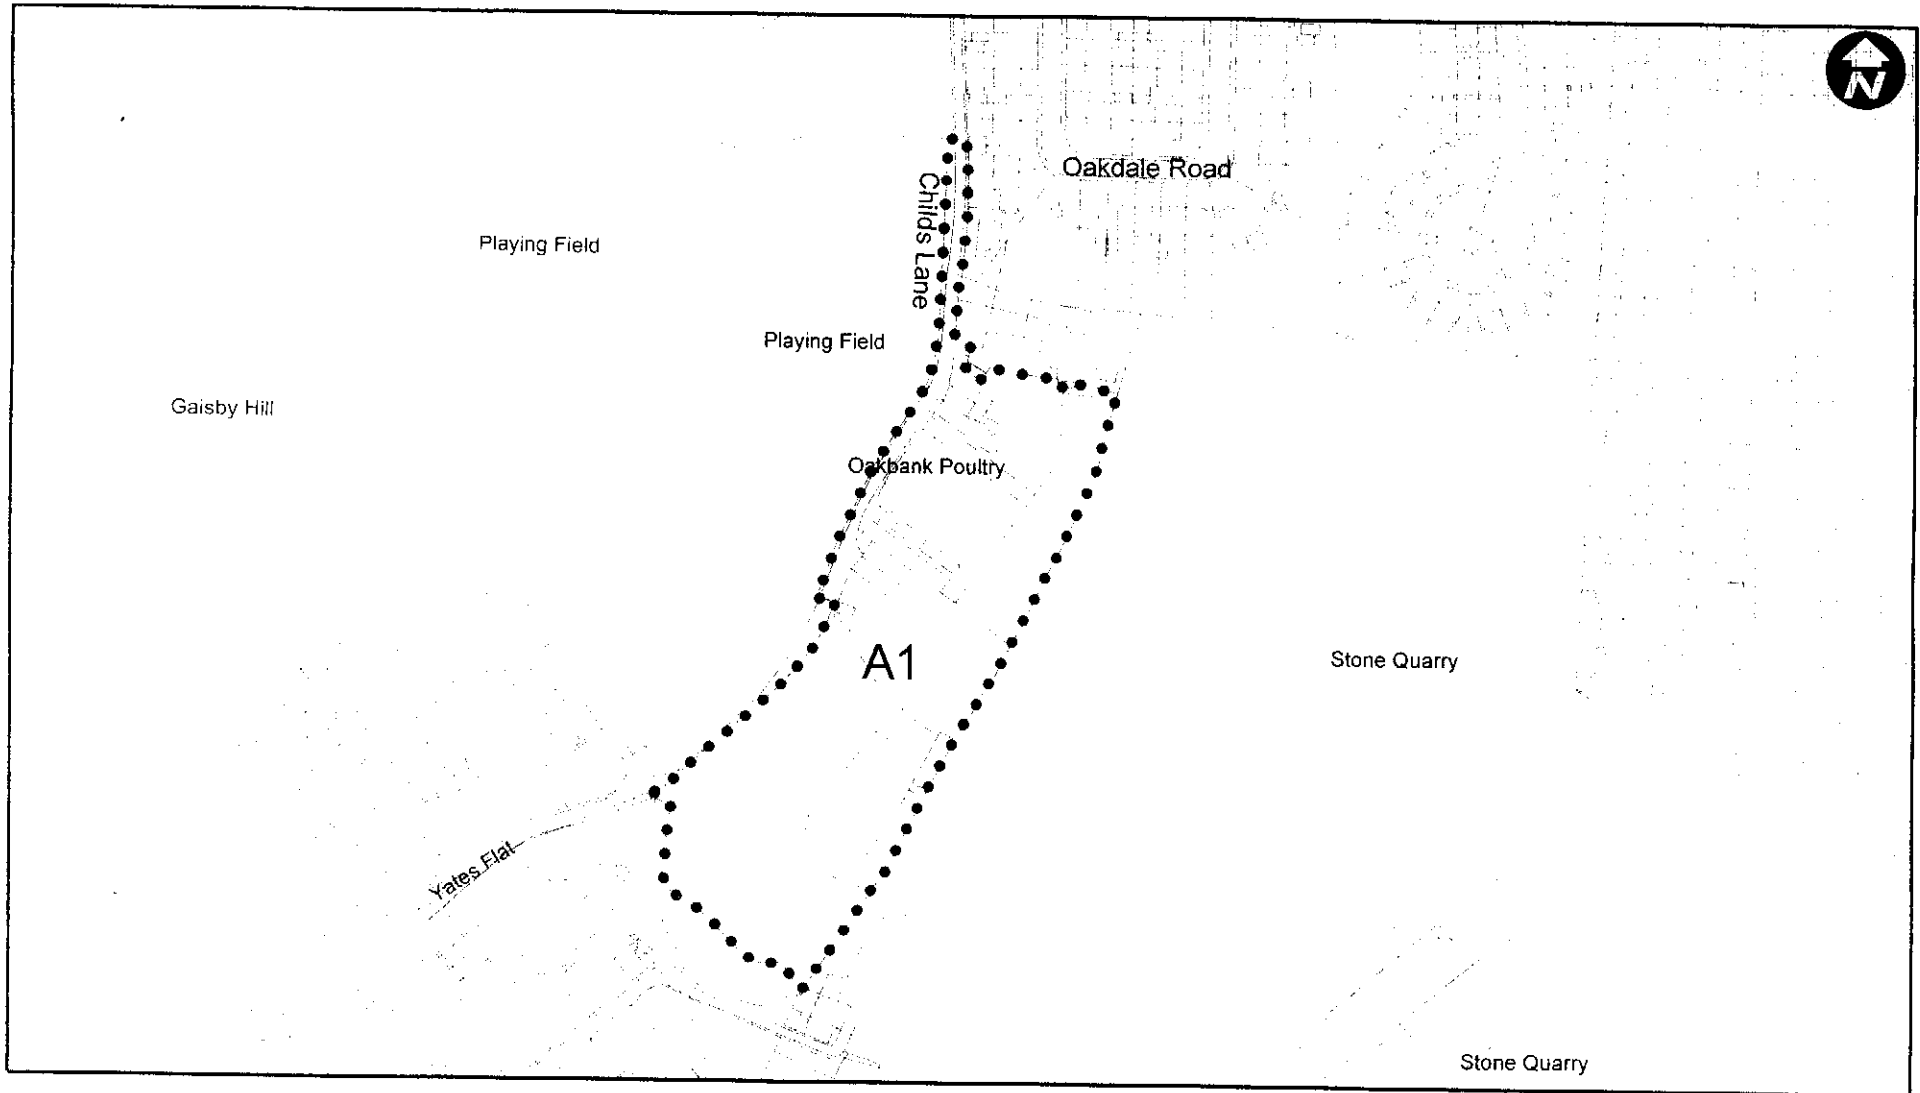 N
Oakdale Road
Childs Lane
Playing Field
Playing Field
Gaisby Hill
Oakbank Poultry
A1
Stone Quarry
Yates Flat
Stone Quarry